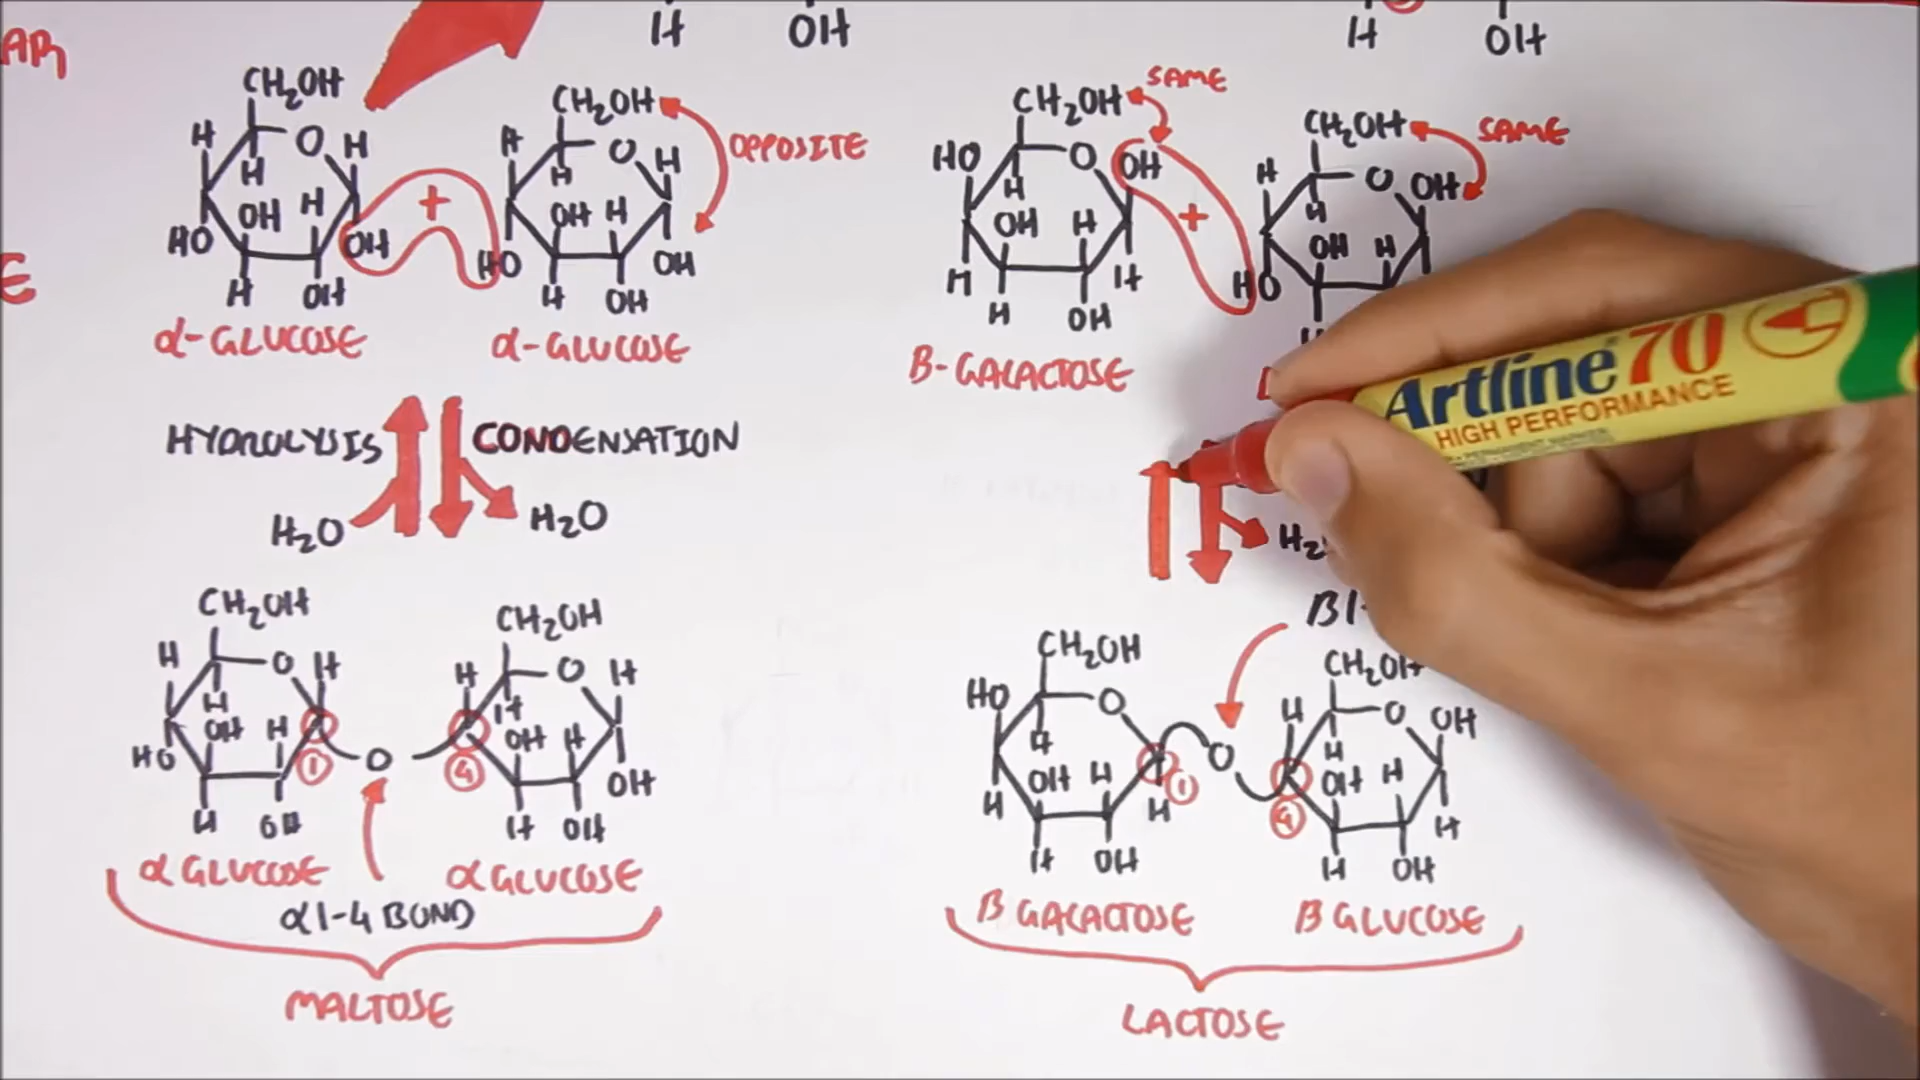 AR
H
OH
H
OH
CH2OH
H
O
H
H
OH
H
HO
OH
H
OH
α-GLUCOSE
+
CH2OH
OPPOSITE
H
O
H
H
OH
H
HO
OH
H
OH
α-GLUCOSE
SAME
CH2OH
HO
O
OH
H
OH
H
H
H
H
OH
β-GALACTOSE
+
CH2OH
SAME
H
O
OH
H
OH
H
HO
E
HYDROLYSIS
CONDENSATION
H2O
H2O
Artline 70
HIGH PERFORMANCE
CH2OH
H
O
H
H
OH
H
HO
1
H
OH
α GLUCOSE
O
CH2OH
H
O
H
H
OH
H
4
OH
H
OH
α GLUCOSE
α1-4 BOND
MALTOSE
CH2OH
HO
O
H
OH
H
1
H
H
H
OH
β GALACTOSE
O
CH2OH
H
O
OH
H
OH
H
4
H
H
OH
β GLUCOSE
LACTOSE